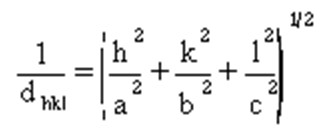 1/d_hkl = |h²/a² + k²/b² + l²/c²|^1/2